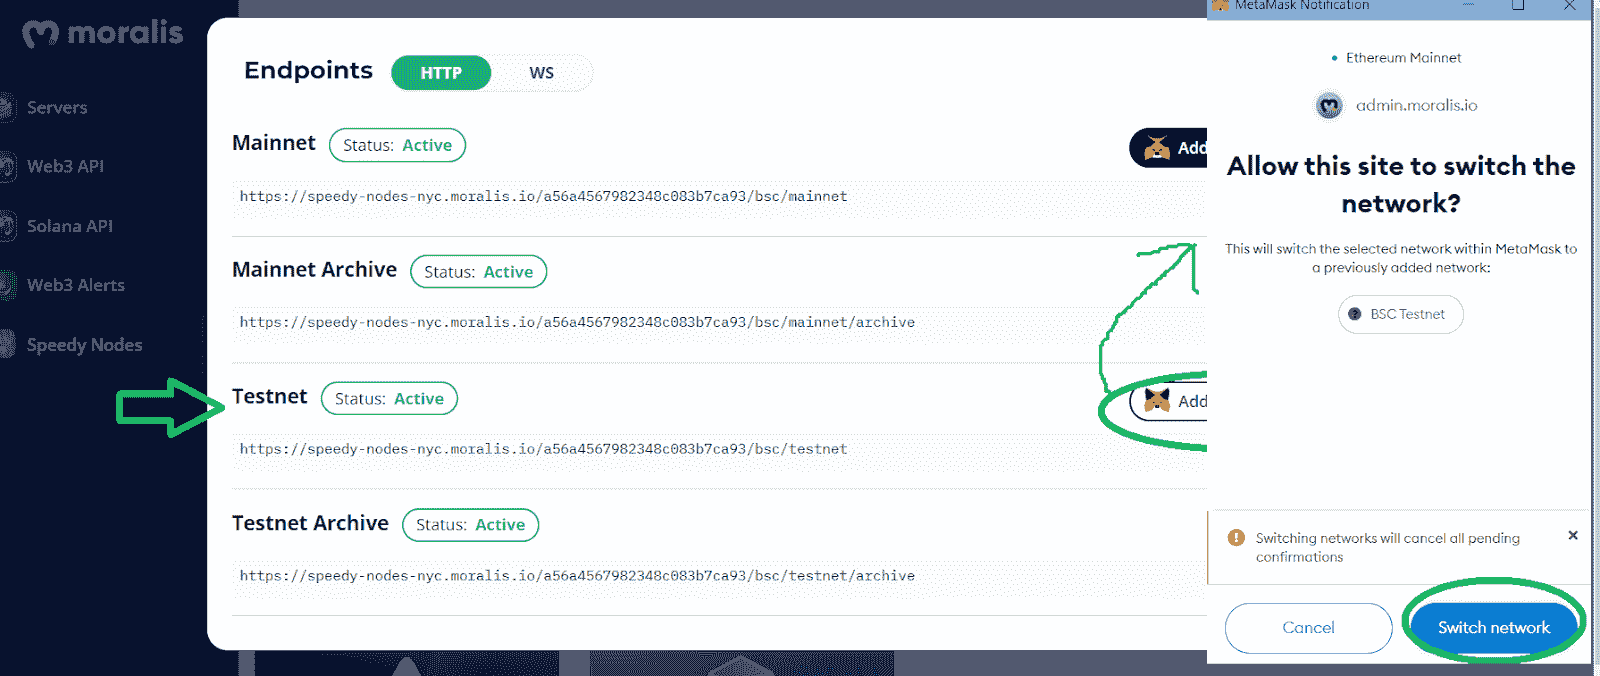 moralis
Servers
Web3 API
Solana API
Web3 Alerts
Speedy Nodes
Endpoints HTTP WS
Mainnet Status: Active
Add
https://speedy-nodes-nyc.moralis.io/a56a4567982348c083b7ca93/bsc/mainnet
Mainnet Archive Status: Active
https://speedy-nodes-nyc.moralis.io/a56a4567982348c083b7ca93/bsc/mainnet/archive
Testnet Status: Active
Add
https://speedy-nodes-nyc.moralis.io/a56a4567982348c083b7ca93/bsc/testnet
Testnet Archive Status: Active
https://speedy-nodes-nyc.moralis.io/a56a4567982348c083b7ca93/bsc/testnet/archive
MetaMask Notification
Ethereum Mainnet
admin.moralis.io
Allow this site to switch the
network?
This will switch the selected network within MetaMask to
a previously added network:
? BSC Testnet
Switching networks will cancel all pending
confirmations
Cancel Switch network